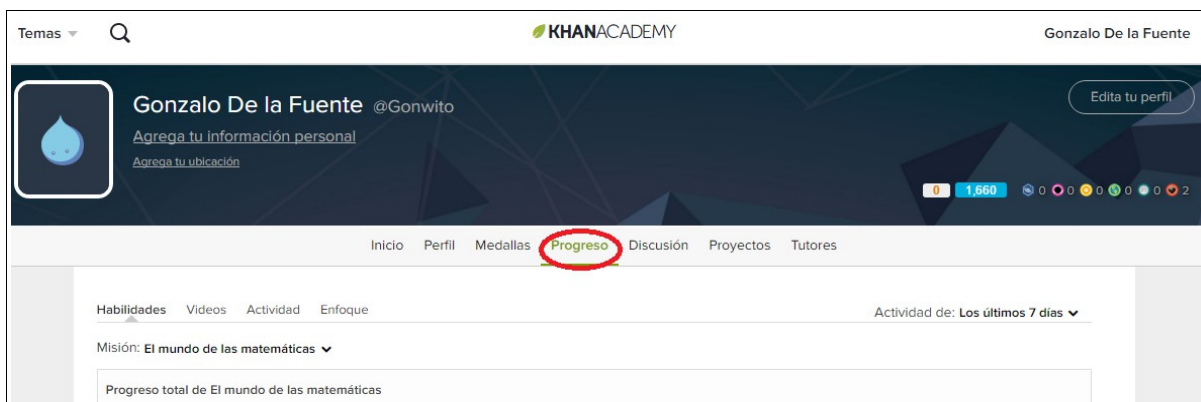 Temas KHANACADEMY Gonzalo De la Fuente
Gonzalo De la Fuente @Gonwito
Edita tu perfil
Agrega tu información personal
Agrega tu ubicación
0 1,660 0 0 0 0 0 2
Inicio Perfil Medallas Progreso Discusión Proyectos Tutores
Habilidades Videos Actividad Enfoque Actividad de: Los últimos 7 días
Misión: El mundo de las matemáticas
Progreso total de El mundo de las matemáticas